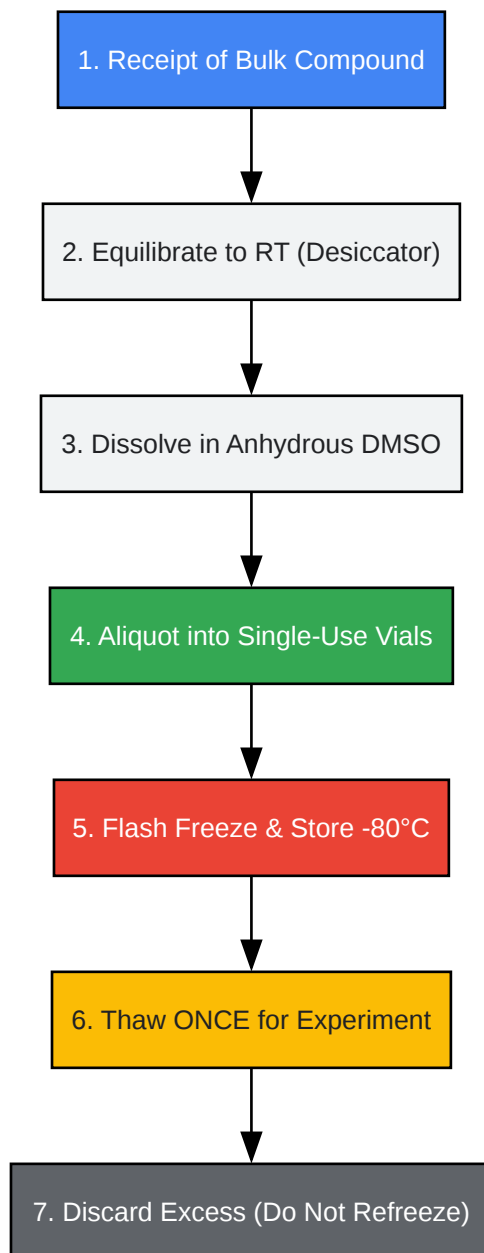 1. Receipt of Bulk Compound
2. Equilibrate to RT (Desiccator)
3. Dissolve in Anhydrous DMSO
4. Aliquot into Single-Use Vials
5. Flash Freeze & Store -80°C
6. Thaw ONCE for Experiment
7. Discard Excess (Do Not Refreeze)